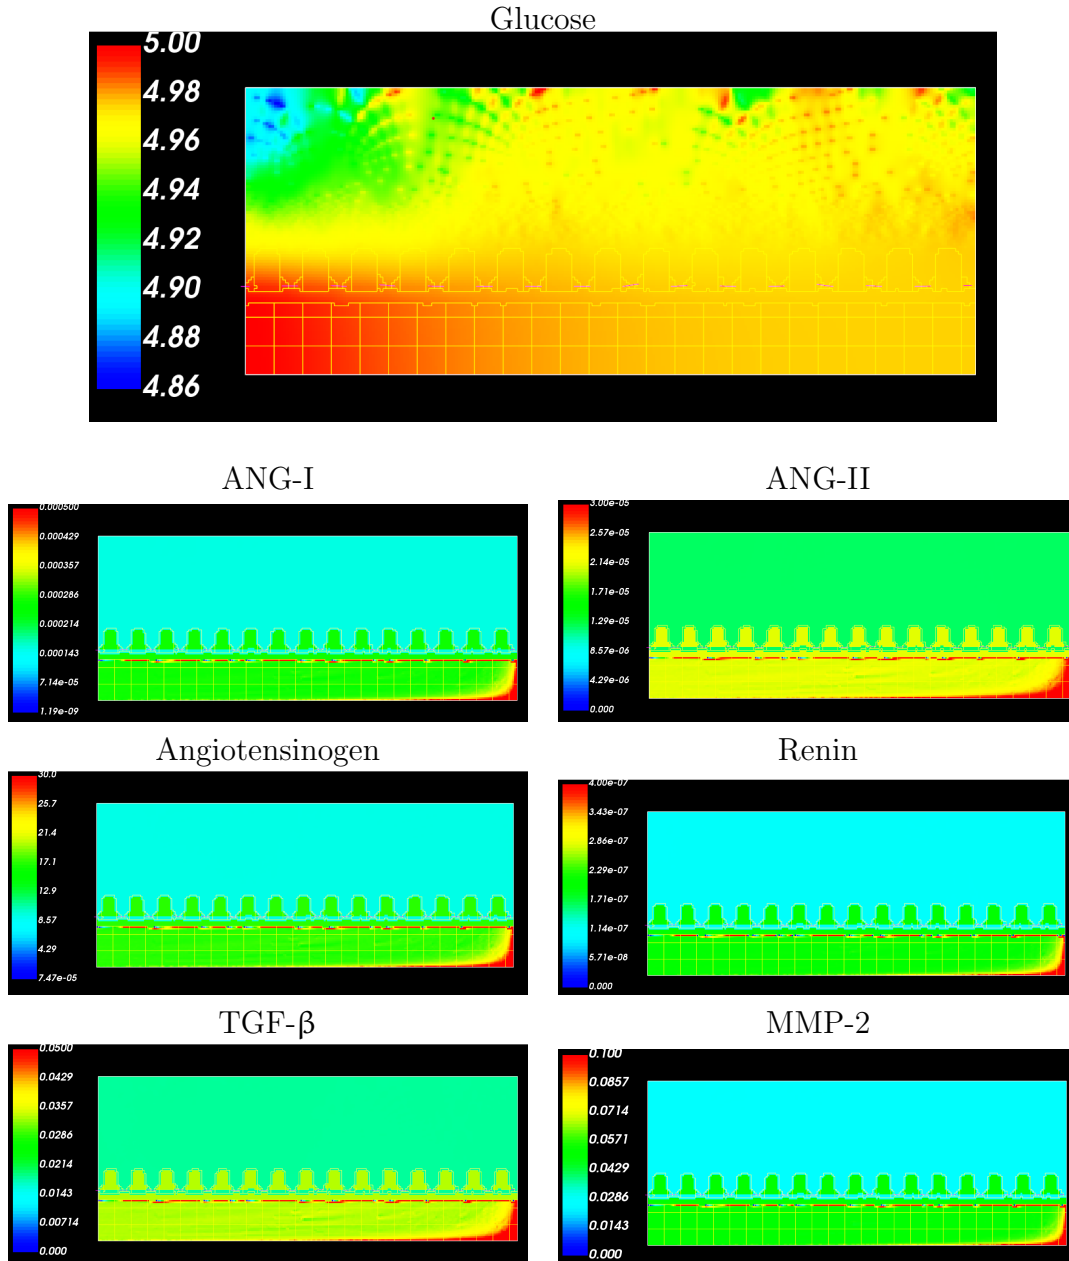 Glucose
5.00
4.98
4.96
4.94
4.92
4.90
4.88
4.86
ANG-I
0.000500
0.000429
0.000357
0.000286
0.000214
0.000143
7.14e-05
1.19e-09
ANG-II
3.00e-05
2.57e-05
2.14e-05
1.71e-05
1.29e-05
8.57e-06
4.29e-06
0.000
Angiotensinogen
30.0
25.7
21.4
17.1
12.9
8.57
4.29
7.47e-05
Renin
4.00e-07
3.43e-07
2.86e-07
2.29e-07
1.71e-07
1.14e-07
5.71e-08
0.000
TGF-β
0.0500
0.0429
0.0357
0.0286
0.0214
0.0143
0.00714
0.000
MMP-2
0.100
0.0857
0.0714
0.0571
0.0429
0.0286
0.0143
0.000